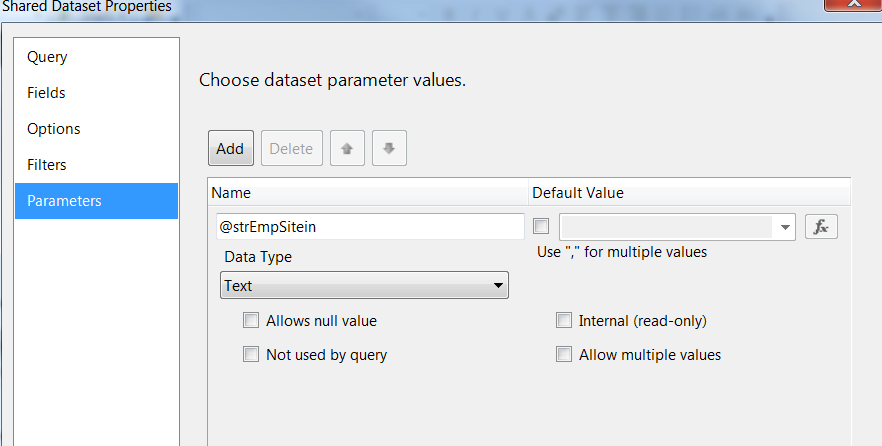 Shared Dataset Properties
Query
Fields
Options
Filters
Parameters
Choose dataset parameter values.
Add
Delete
Name
Default Value
@strEmpSitein
fx
Data Type
Use "," for multiple values
Text
Allows null value
Internal (read-only)
Not used by query
Allow multiple values